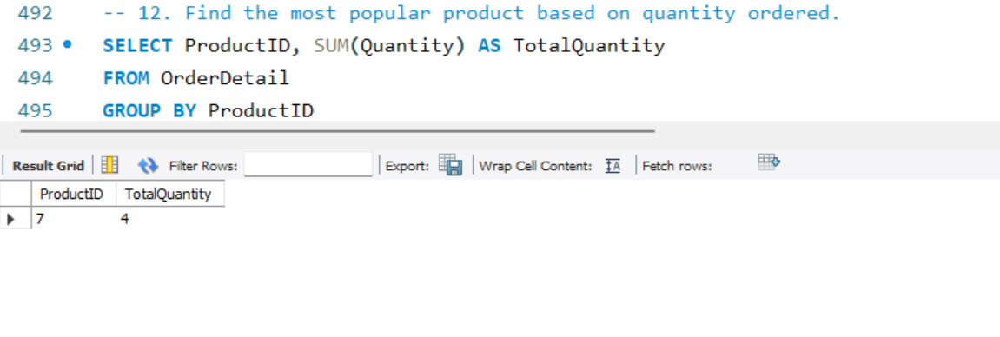 492 -- 12. Find the most popular product based on quantity ordered.
493 SELECT ProductID, SUM(Quantity) AS TotalQuantity
494 FROM OrderDetail
495 GROUP BY ProductID
Result Grid Filter Rows: Export: Wrap Cell Content: IA Fetch rows:
ProductID TotalQuantity
7 4